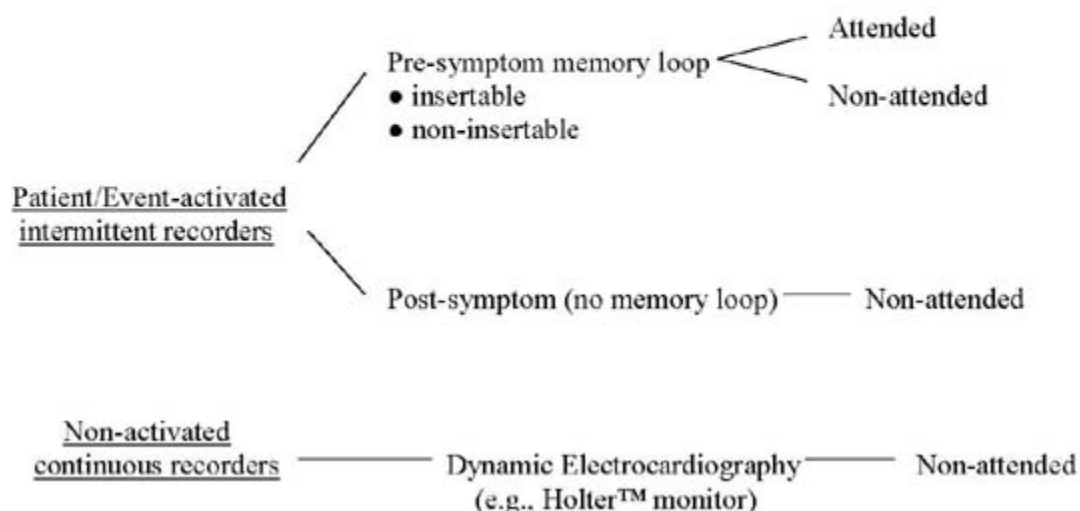 Attended
Pre-symptom memory loop
● insertable
● non-insertable
Non-attended
Patient/Event-activated
intermittent recorders
Post-symptom (no memory loop)
Non-attended
Non-activated
continuous recorders
Dynamic Electrocardiography
(e.g., Holter™ monitor)
Non-attended